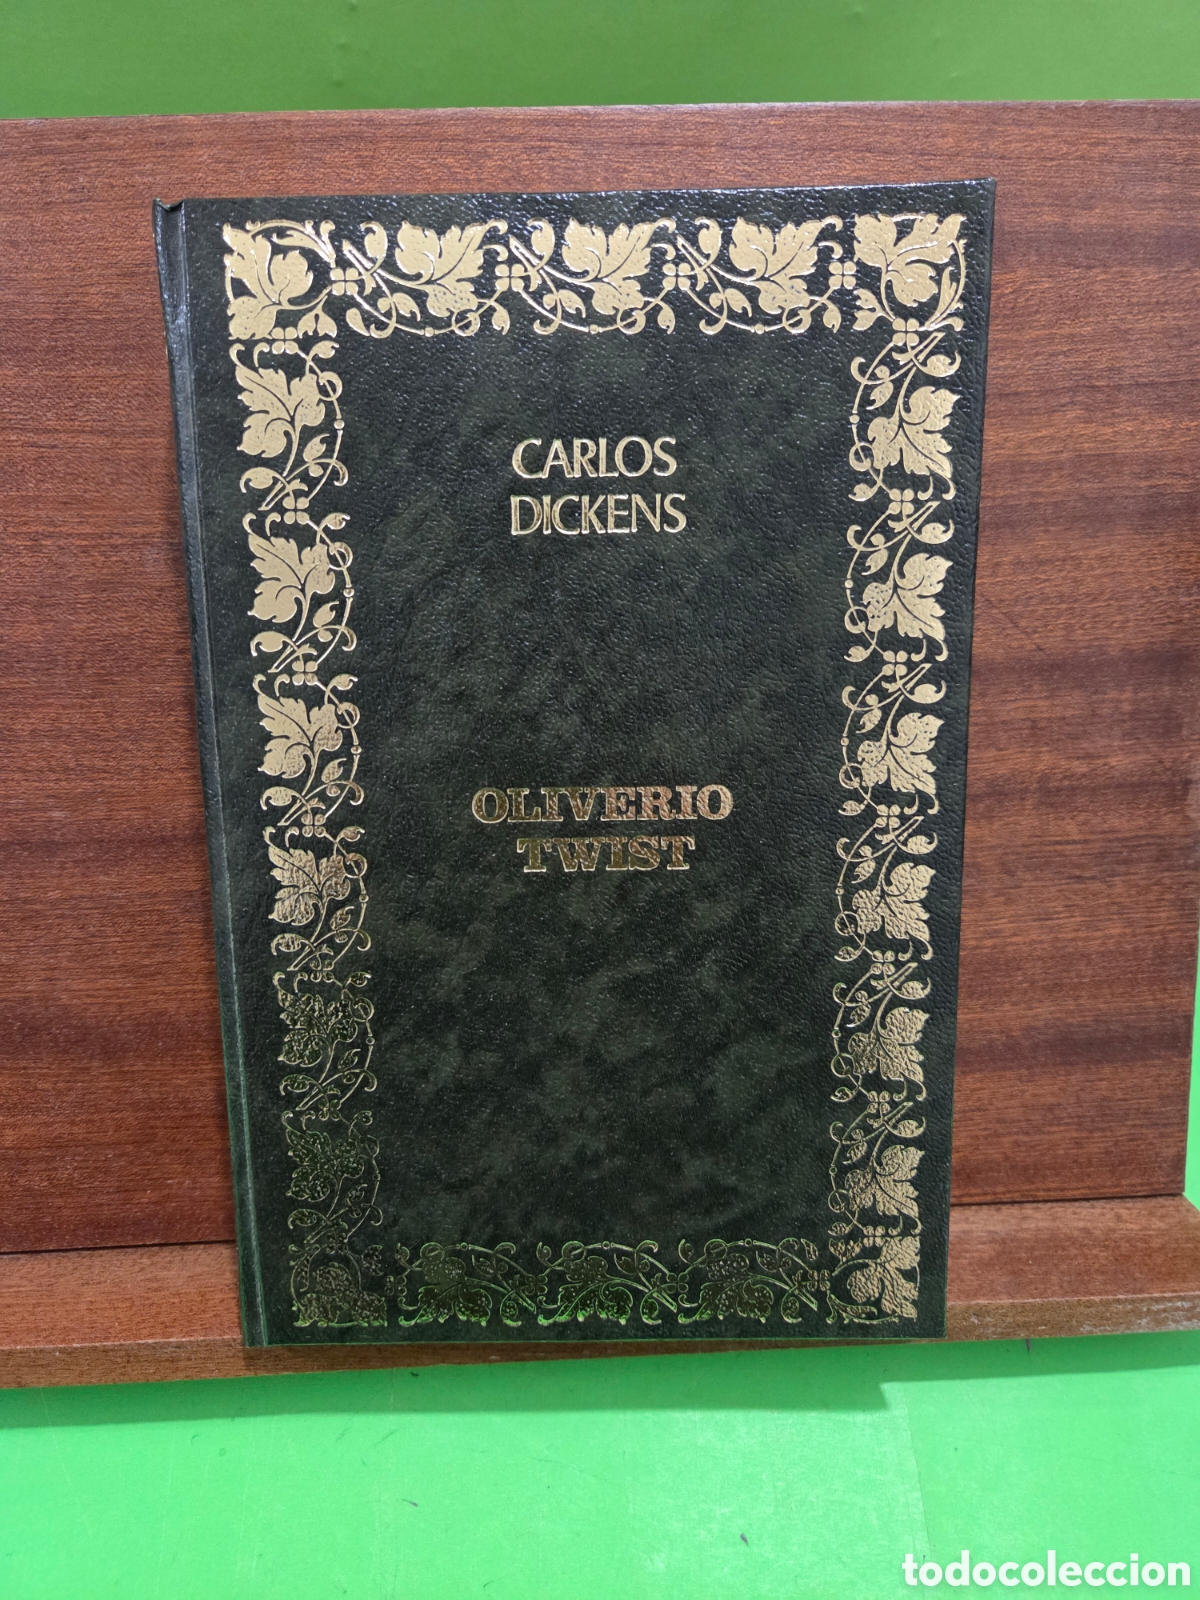 CARLOS
DICKENS
OLIVERIO
TWIST
todocoleccion